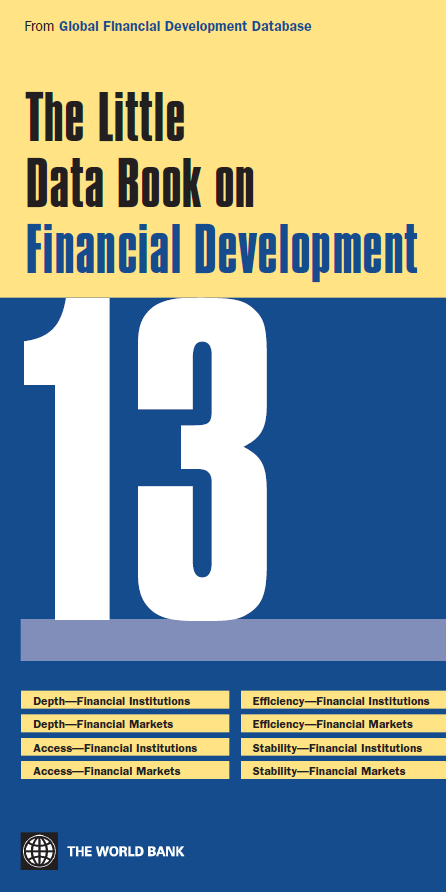 From Global Financial Development Database
The Little
Data Book on
Financial Development
13
Depth—Financial Institutions
Depth—Financial Markets
Access—Financial Institutions
Access—Financial Markets
Efficiency—Financial Institutions
Efficiency—Financial Markets
Stability—Financial Institutions
Stability—Financial Markets
THE WORLD BANK